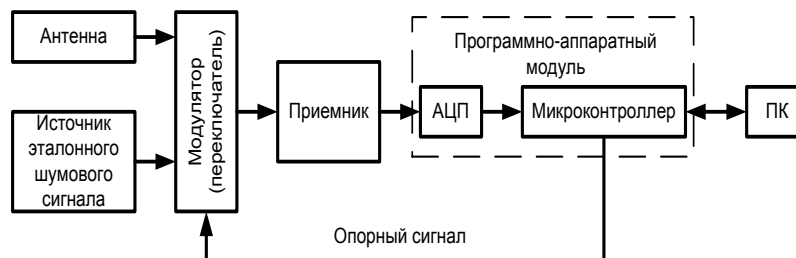 Антенна
Источник
эталонного
шумового
сигнала
Модулятор
(переключатель)
Приемник
Программно-аппаратный
модуль
АЦП
Микроконтроллер
ПК
Опорный сигнал